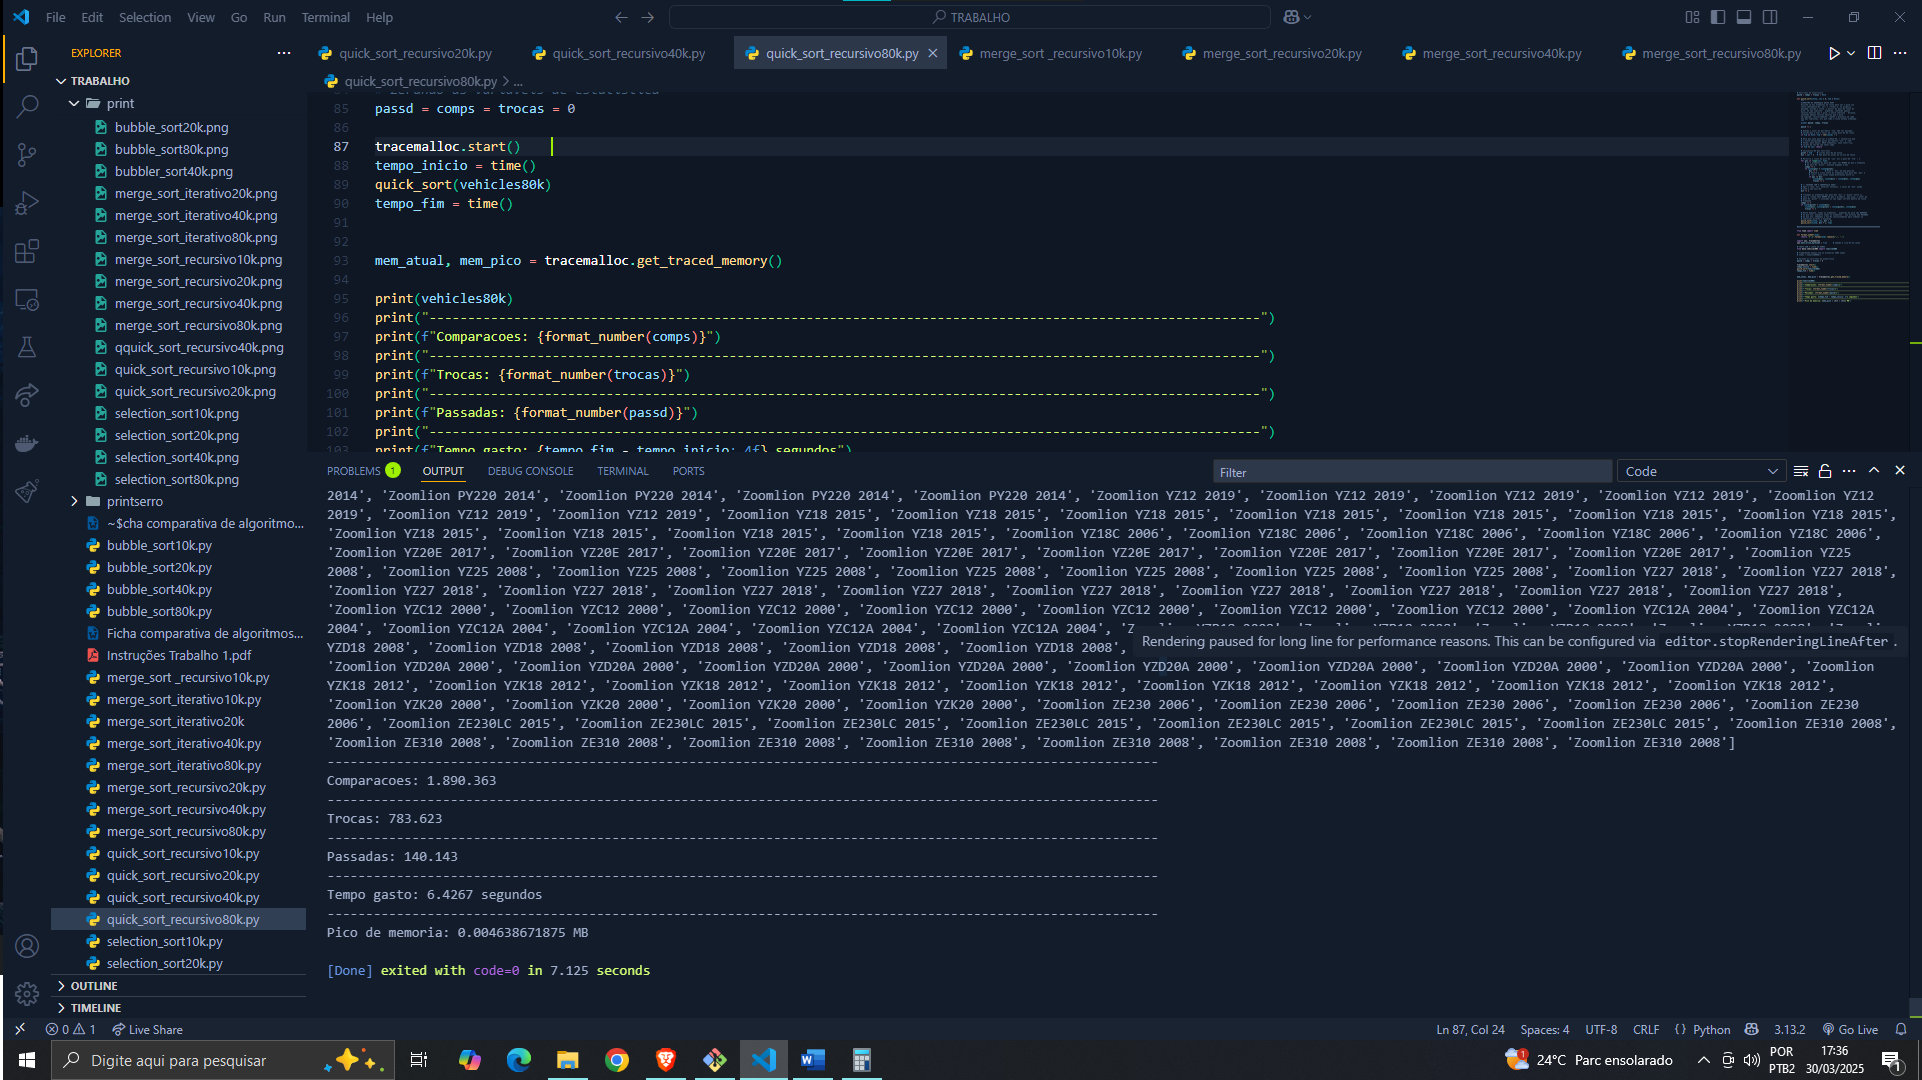 File Edit Selection View Go Run Terminal Help
TRABALHO
EXPLORER
quick_sort_recursivo20k.py
quick_sort_recursivo40k.py
quick_sort_recursivo80k.py
merge_sort _recursivo10k.py
merge_sort_recursivo20k.py
merge_sort_recursivo40k.py
merge_sort_recursivo80k.py
TRABALHO
print
bubble_sort20k.png
bubble_sort80k.png
bubbler_sort40k.png
merge_sort_iterativo20k.png
merge_sort_iterativo40k.png
merge_sort_iterativo80k.png
merge_sort_recursivo10k.png
merge_sort_recursivo20k.png
merge_sort_recursivo40k.png
merge_sort_recursivo80k.png
qquick_sort_recursivo40k.png
quick_sort_recursivo10k.png
quick_sort_recursivo20k.png
selection_sort10k.png
selection_sort20k.png
selection_sort40k.png
selection_sort80k.png
printserro
~$cha comparativa de algoritmo...
bubble_sort10k.py
bubble_sort20k.py
bubble_sort40k.py
bubble_sort80k.py
Ficha comparativa de algoritmos...
Instruções Trabalho 1.pdf
merge_sort _recursivo10k.py
merge_sort_iterativo10k.py
merge_sort_iterativo20k
merge_sort_iterativo40k.py
merge_sort_iterativo80k.py
merge_sort_recursivo20k.py
merge_sort_recursivo40k.py
merge_sort_recursivo80k.py
quick_sort_recursivo10k.py
quick_sort_recursivo20k.py
quick_sort_recursivo40k.py
quick_sort_recursivo80k.py
selection_sort10k.py
selection_sort20k.py
OUTLINE
TIMELINE
quick_sort_recursivo80k.py > ...
85 passd = comps = trocas = 0
86
87 tracemalloc.start()
88 tempo_inicio = time()
89 quick_sort(vehicles80k)
90 tempo_fim = time()
91
92
93 mem_atual, mem_pico = tracemalloc.get_traced_memory()
94
95 print(vehicles80k)
96 print("------------------------------------------------------------------------------------------------------------")
97 print(f"Comparacoes: {format_number(comps)}")
98 print("------------------------------------------------------------------------------------------------------------")
99 print(f"Trocas: {format_number(trocas)}")
100 print("------------------------------------------------------------------------------------------------------------")
101 print(f"Passadas: {format_number(passd)}")
102 print("------------------------------------------------------------------------------------------------------------")
103 print(f"Tempo gasto: {tempo_fim - tempo_inicio:.4f} segundos")
PROBLEMS 1 OUTPUT DEBUG CONSOLE TERMINAL PORTS
Filter
Code
2014', 'Zoomlion PY220 2014', 'Zoomlion PY220 2014', 'Zoomlion PY220 2014', 'Zoomlion PY220 2014', 'Zoomlion YZ12 2019', 'Zoomlion YZ12 2019', 'Zoomlion YZ12 2019', 'Zoomlion YZ12 2019', 'Zoomlion YZ12
2019', 'Zoomlion YZ12 2019', 'Zoomlion YZ12 2019', 'Zoomlion YZ18 2015', 'Zoomlion YZ18 2015', 'Zoomlion YZ18 2015', 'Zoomlion YZ18 2015', 'Zoomlion YZ18 2015', 'Zoomlion YZ18 2015', 'Zoomlion YZ18 2015',
'Zoomlion YZ18 2015', 'Zoomlion YZ18 2015', 'Zoomlion YZ18 2015', 'Zoomlion YZ18 2015', 'Zoomlion YZ18C 2006', 'Zoomlion YZ18C 2006', 'Zoomlion YZ18C 2006', 'Zoomlion YZ18C 2006', 'Zoomlion YZ18C 2006',
'Zoomlion YZ20E 2017', 'Zoomlion YZ20E 2017', 'Zoomlion YZ20E 2017', 'Zoomlion YZ20E 2017', 'Zoomlion YZ20E 2017', 'Zoomlion YZ20E 2017', 'Zoomlion YZ20E 2017', 'Zoomlion YZ20E 2017', 'Zoomlion YZ25
2008', 'Zoomlion YZ25 2008', 'Zoomlion YZ25 2008', 'Zoomlion YZ25 2008', 'Zoomlion YZ25 2008', 'Zoomlion YZ25 2008', 'Zoomlion YZ25 2008', 'Zoomlion YZ27 2018', 'Zoomlion YZ27 2018', 'Zoomlion YZ27 2018',
'Zoomlion YZ27 2018', 'Zoomlion YZ27 2018', 'Zoomlion YZ27 2018', 'Zoomlion YZ27 2018', 'Zoomlion YZ27 2018', 'Zoomlion YZ27 2018', 'Zoomlion YZ27 2018', 'Zoomlion YZ27 2018', 'Zoomlion YZ27 2018',
'Zoomlion YZC12 2000', 'Zoomlion YZC12 2000', 'Zoomlion YZC12 2000', 'Zoomlion YZC12 2000', 'Zoomlion YZC12 2000', 'Zoomlion YZC12 2000', 'Zoomlion YZC12 2000', 'Zoomlion YZC12A 2004', 'Zoomlion YZC12A
2004', 'Zoomlion YZC12A 2004', 'Zoomlion YZC12A 2004', 'Zoomlion YZC12A 2004', 'Zoomlion YZC12A 2004',
YZD18 2008', 'Zoomlion YZD18 2008', 'Zoomlion YZD18 2008', 'Zoomlion YZD18 2008', 'Zoomlion YZD18 2008',
Rendering paused for long line for performance reasons. This can be configured via editor.stopRenderingLineAfter .
'Zoomlion YZD20A 2000', 'Zoomlion YZD20A 2000', 'Zoomlion YZD20A 2000', 'Zoomlion YZD20A 2000', 'Zoomlion YZD20A 2000', 'Zoomlion YZD20A 2000', 'Zoomlion YZD20A 2000', 'Zoomlion YZD20A 2000', 'Zoomlion
YZK18 2012', 'Zoomlion YZK18 2012', 'Zoomlion YZK18 2012', 'Zoomlion YZK18 2012', 'Zoomlion YZK18 2012', 'Zoomlion YZK18 2012', 'Zoomlion YZK18 2012', 'Zoomlion YZK18 2012', 'Zoomlion YZK18 2012',
'Zoomlion YZK20 2000', 'Zoomlion YZK20 2000', 'Zoomlion YZK20 2000', 'Zoomlion YZK20 2000', 'Zoomlion ZE230 2006', 'Zoomlion ZE230 2006', 'Zoomlion ZE230 2006', 'Zoomlion ZE230 2006', 'Zoomlion ZE230
2006', 'Zoomlion ZE230LC 2015', 'Zoomlion ZE230LC 2015', 'Zoomlion ZE230LC 2015', 'Zoomlion ZE230LC 2015', 'Zoomlion ZE230LC 2015', 'Zoomlion ZE230LC 2015', 'Zoomlion ZE230LC 2015', 'Zoomlion ZE310 2008',
'Zoomlion ZE310 2008', 'Zoomlion ZE310 2008', 'Zoomlion ZE310 2008', 'Zoomlion ZE310 2008', 'Zoomlion ZE310 2008', 'Zoomlion ZE310 2008', 'Zoomlion ZE310 2008', 'Zoomlion ZE310 2008']
------------------------------------------------------------------------------------------------------------
Comparacoes: 1.890.363
------------------------------------------------------------------------------------------------------------
Trocas: 783.623
------------------------------------------------------------------------------------------------------------
Passadas: 140.143
------------------------------------------------------------------------------------------------------------
Tempo gasto: 6.4267 segundos
------------------------------------------------------------------------------------------------------------
Pico de memoria: 0.004638671875 MB
[Done] exited with code=0 in 7.125 seconds
0 1 Live Share
Ln 87, Col 24 Spaces: 4 UTF-8 CRLF {} Python 3.13.2 Go Live
Digite aqui para pesquisar
1 24°C Parc ensolarado
POR
PTB2
17:36
30/03/2025
1